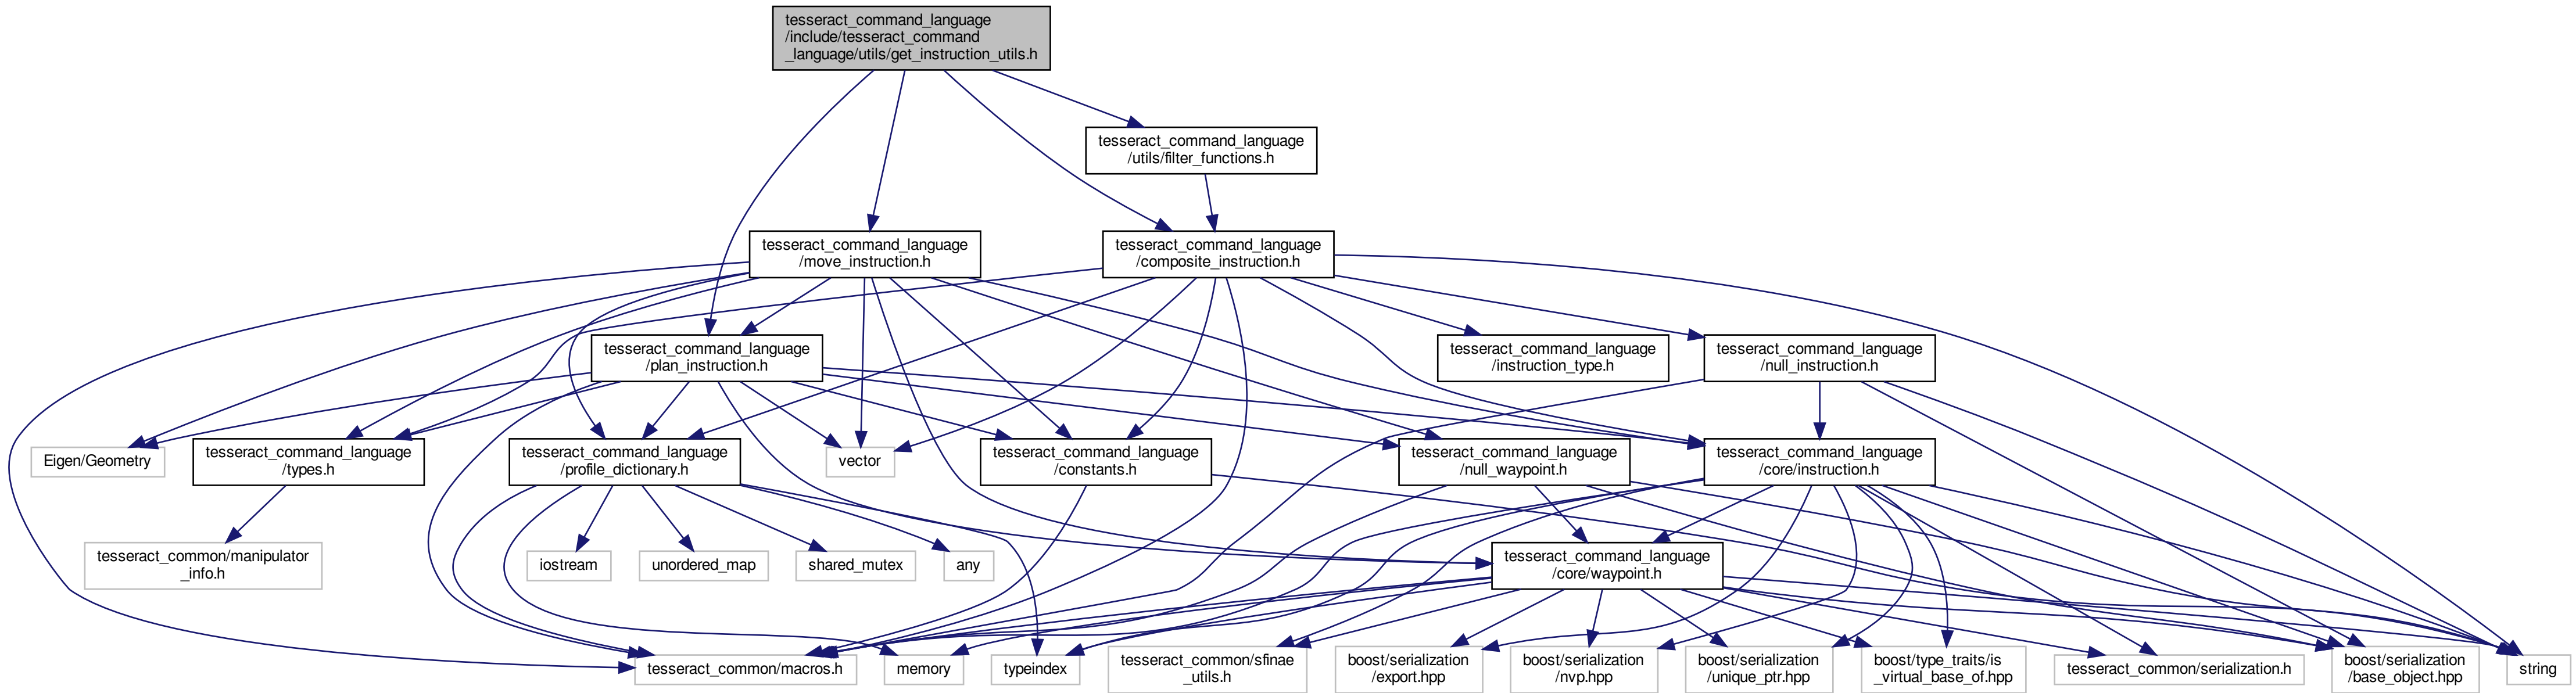 tesseract_command_language
/include/tesseract_command
_language/utils/get_instruction_utils.h
tesseract_command_language
/utils/filter_functions.h
tesseract_command_language
/move_instruction.h
tesseract_command_language
/composite_instruction.h
tesseract_command_language
/plan_instruction.h
tesseract_command_language
/instruction_type.h
tesseract_command_language
/null_instruction.h
Eigen/Geometry
tesseract_command_language
/types.h
tesseract_command_language
/profile_dictionary.h
vector
tesseract_command_language
/constants.h
tesseract_command_language
/null_waypoint.h
tesseract_command_language
/core/instruction.h
tesseract_common/manipulator
_info.h
iostream
unordered_map
shared_mutex
any
tesseract_command_language
/core/waypoint.h
tesseract_common/macros.h
memory
typeindex
tesseract_common/sfinae
_utils.h
boost/serialization
/export.hpp
boost/serialization
/nvp.hpp
boost/serialization
/unique_ptr.hpp
boost/type_traits/is
_virtual_base_of.hpp
tesseract_common/serialization.h
boost/serialization
/base_object.hpp
string